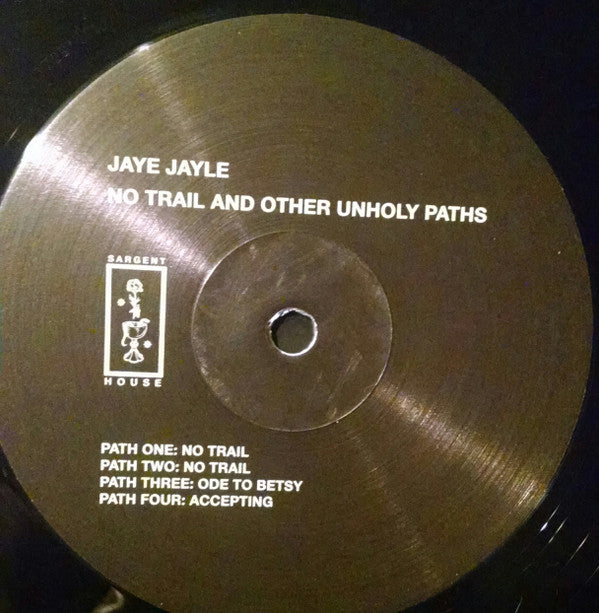 JAYE JAYLE
NO TRAIL AND OTHER UNHOLY PATHS
SARGENT
HOUSE
PATH ONE: NO TRAIL
PATH TWO: NO TRAIL
PATH THREE: ODE TO BETSY
PATH FOUR: ACCEPTING